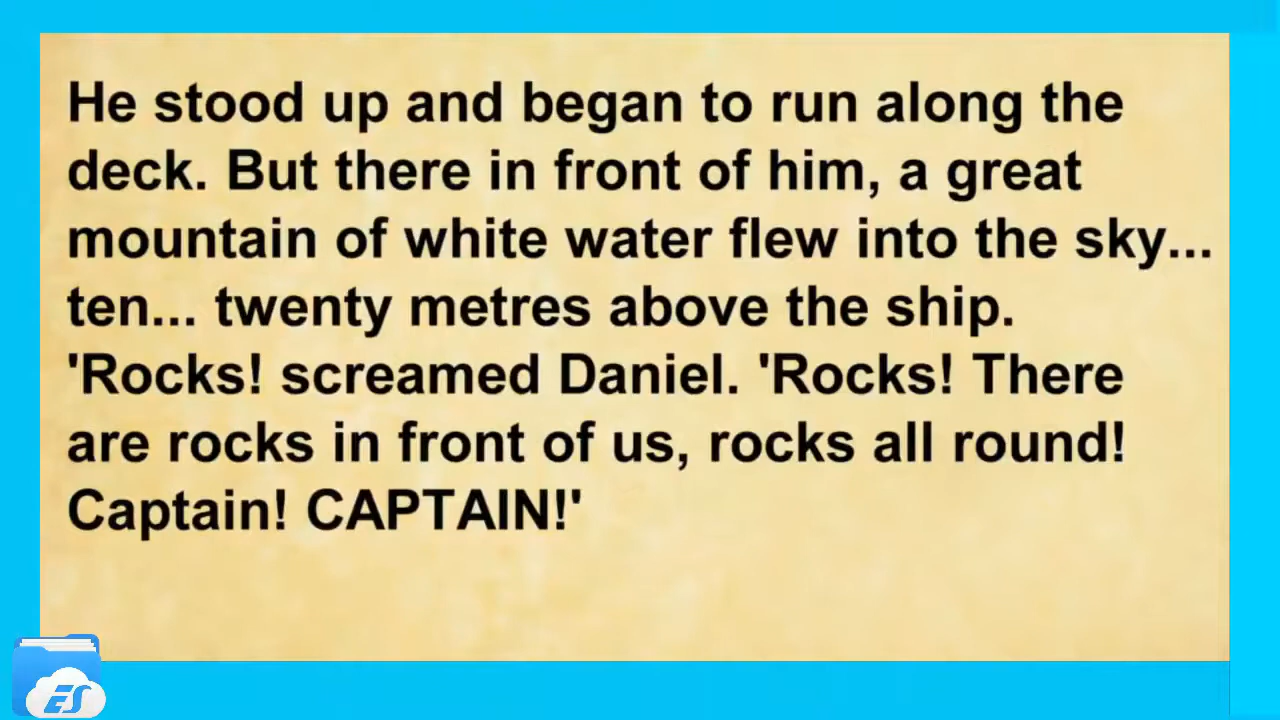 He stood up and began to run along the
deck. But there in front of him, a great
mountain of white water flew into the sky...
ten... twenty metres above the ship.
'Rocks! screamed Daniel. 'Rocks! There
are rocks in front of us, rocks all round!
Captain! CAPTAIN!'
ES